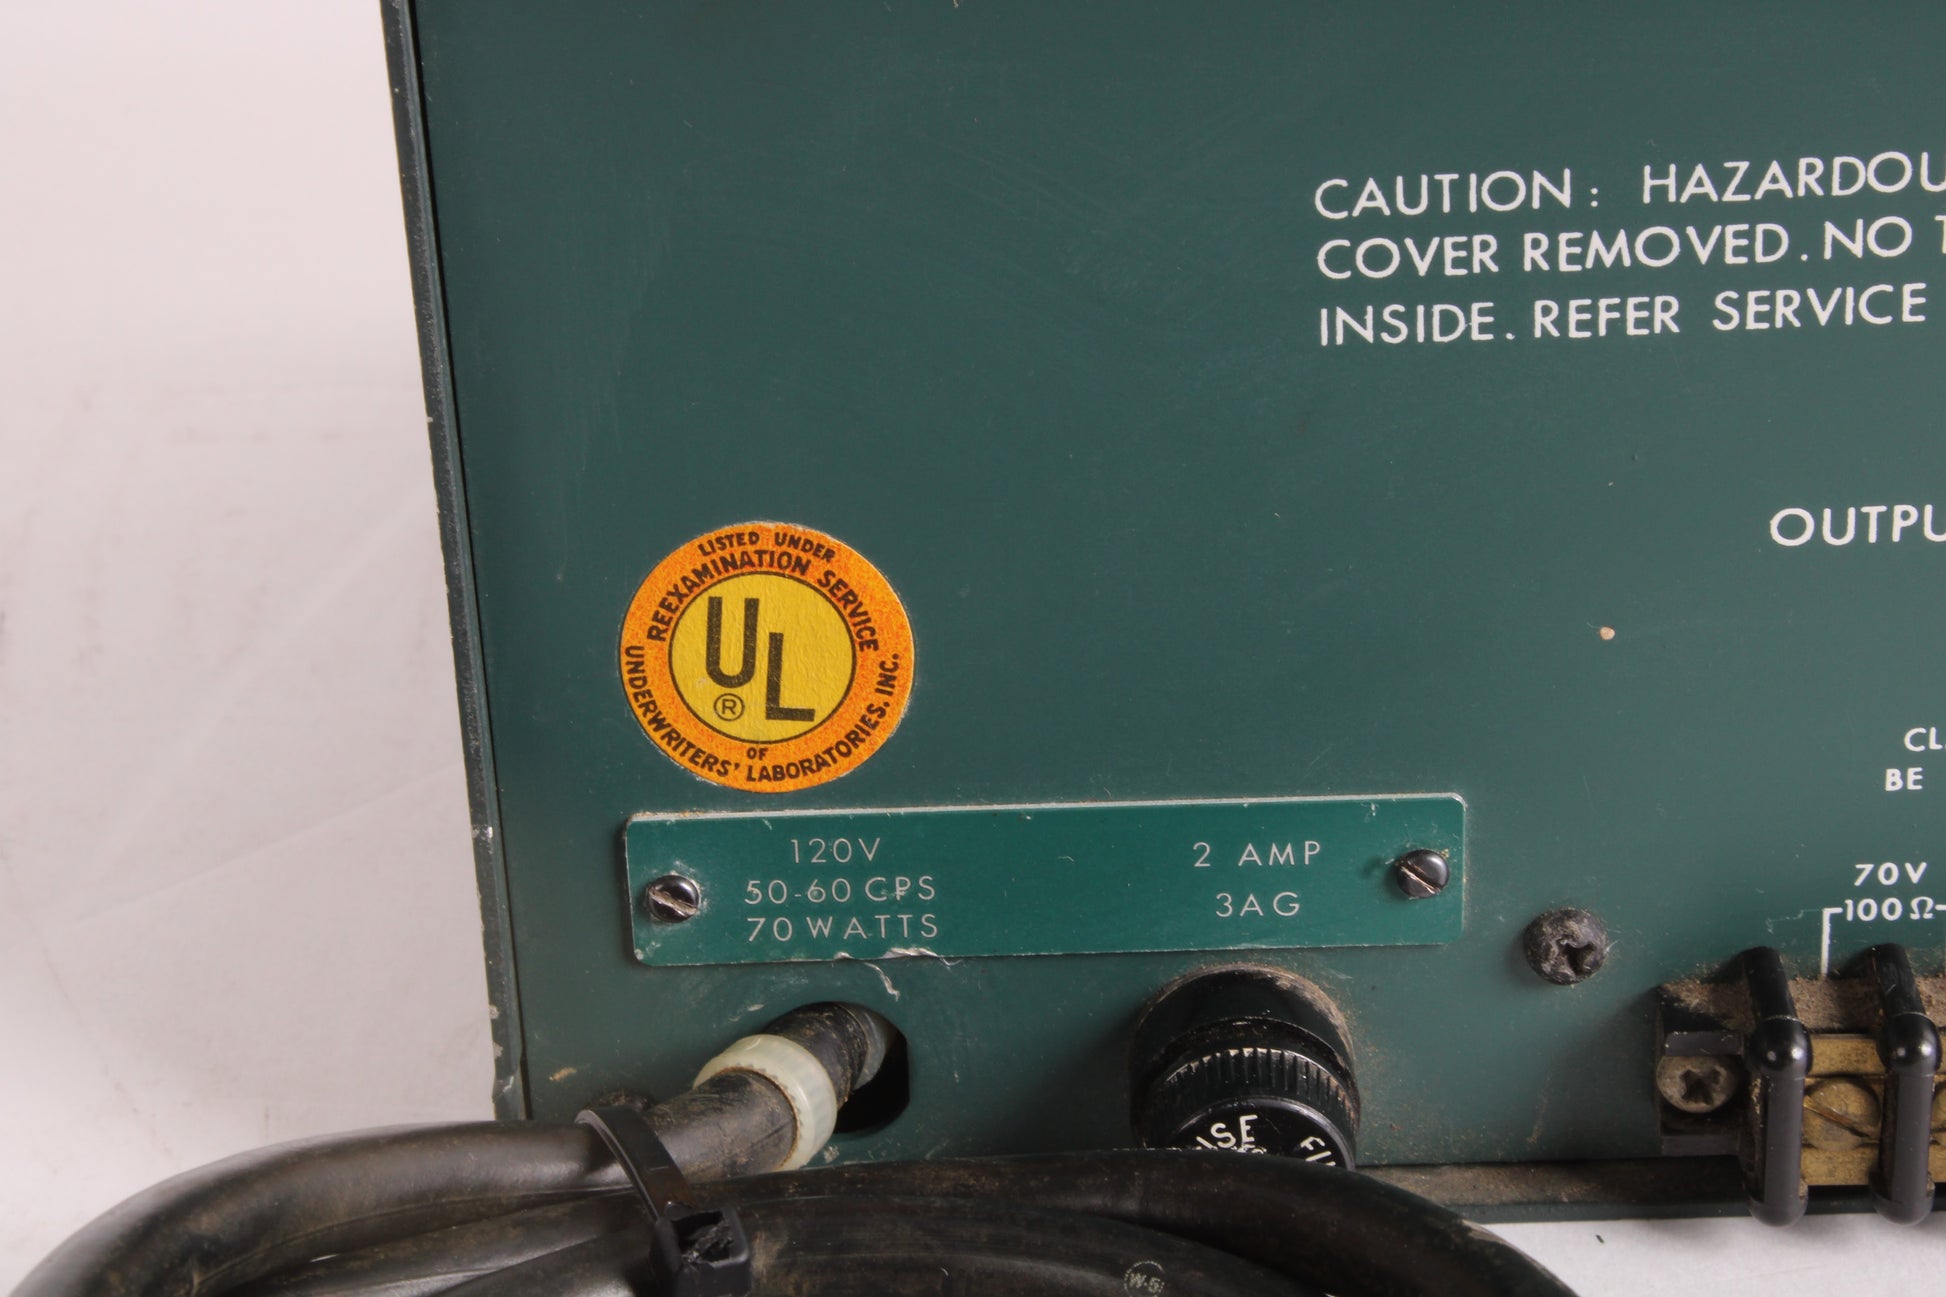 CAUTION: HAZARDOU
COVER REMOVED. NO
INSIDE. REFER SERVICE
OUTPU
LISTED UNDER
REEXAMINATION SERVICE
UL
®
OF
UNDERWRITERS' LABORATORIES, INC.
CL
BE
120V
50-60 CPS
70 WATTS
2 AMP
3AG
70V
100Ω
W-5